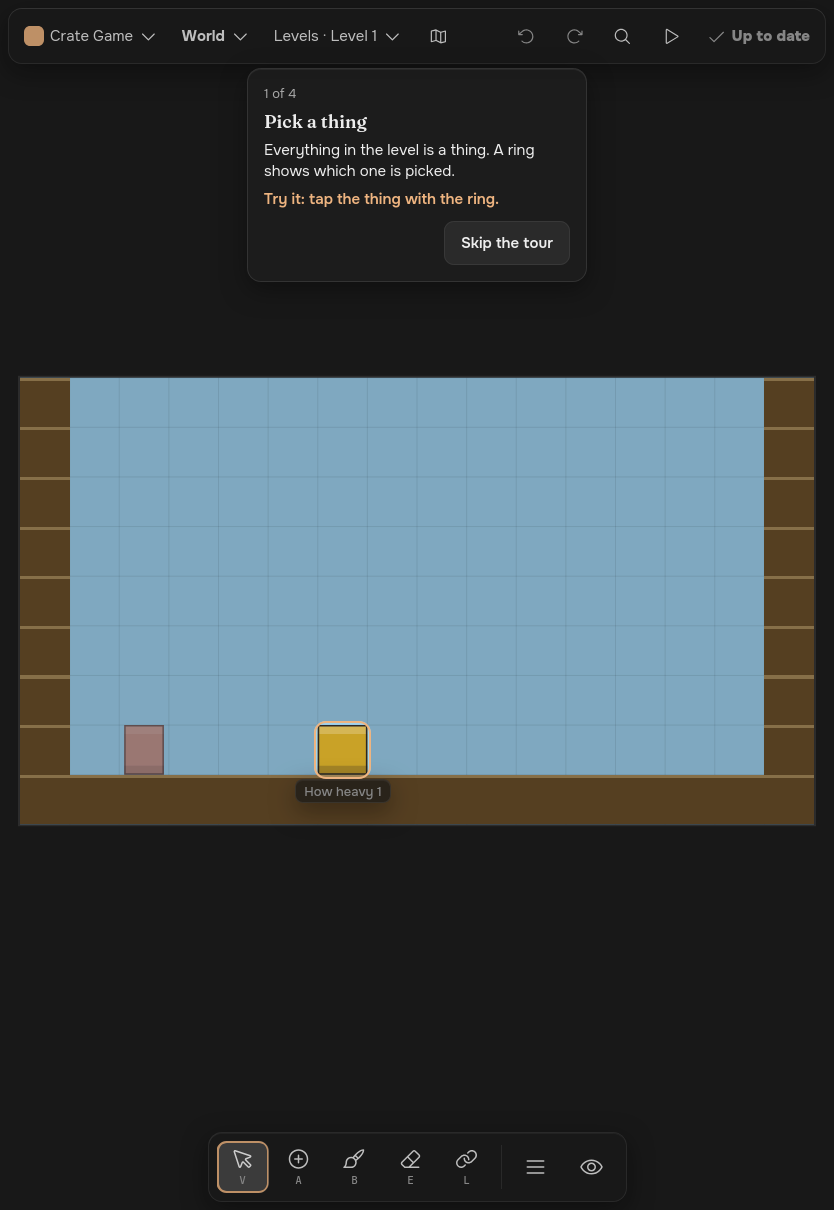 Crate Game
World
Levels · Level 1
Up to date
1 of 4
Pick a thing
Everything in the level is a thing. A ring
shows which one is picked.
Try it: tap the thing with the ring.
Skip the tour
How heavy 1
V
A
B
E
L